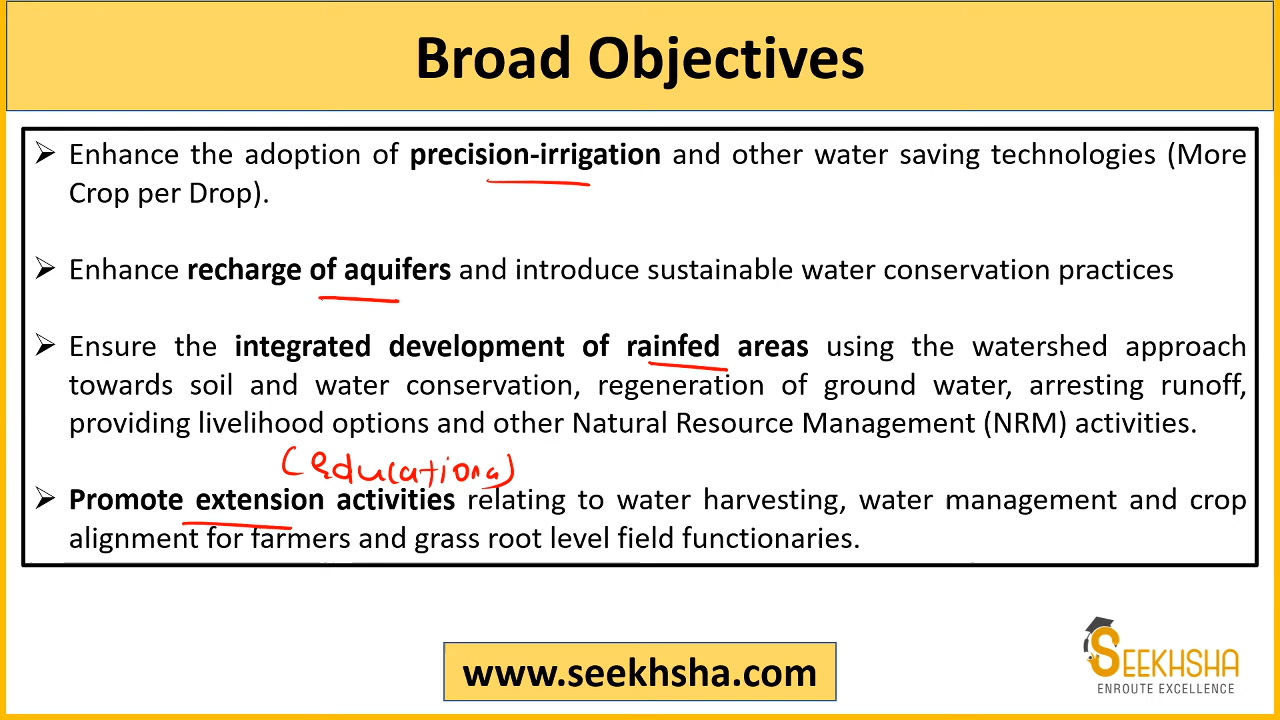 Broad Objectives
➢ Enhance the adoption of precision-irrigation and other water saving technologies (More
Crop per Drop).
➢ Enhance recharge of aquifers and introduce sustainable water conservation practices
➢ Ensure the integrated development of rainfed areas using the watershed approach
towards soil and water conservation, regeneration of ground water, arresting runoff,
providing livelihood options and other Natural Resource Management (NRM) activities.
(educational)
➢ Promote extension activities relating to water harvesting, water management and crop
alignment for farmers and grass root level field functionaries.
www.seekhsha.com
SEEKHSHA
ENROUTE EXCELLENCE